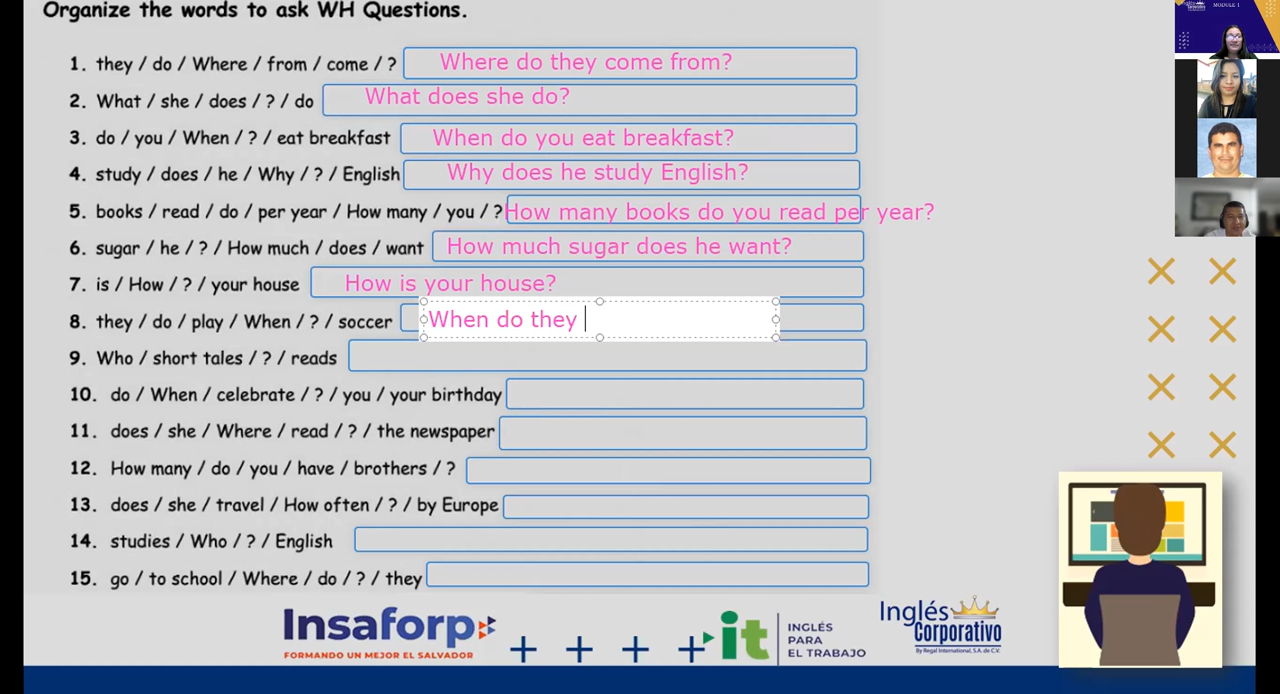 Organize the words to ask WH Questions.
MODULE 1
1. they / do / Where / from / come / ? Where do they come from?
2. What / she / does / ? / do What does she do?
3. do / you / When / ? / eat breakfast When do you eat breakfast?
4. study / does / he / Why / ? / English Why does he study English?
5. books / read / do / per year / How many / you / ? How many books do you read per year?
6. sugar / he / ? / How much / does / want How much sugar does he want?
7. is / How / ? / your house How is your house?
8. they / do / play / When / ? / soccer When do they
9. Who / short tales / ? / reads
10. do / When / celebrate / ? / you / your birthday
11. does / she / Where / read / ? / the newspaper
12. How many / do / you / have / brothers / ?
13. does / she / travel / How often / ? / by Europe
14. studies / Who / ? / English
15. go / to school / Where / do / ? / they
Insaforp
FORMANDO UN MEJOR EL SALVADOR
it
INGLÉS
PARA
EL TRABAJO
Inglés
Corporativo
By Regal International, S.A. de C.V.